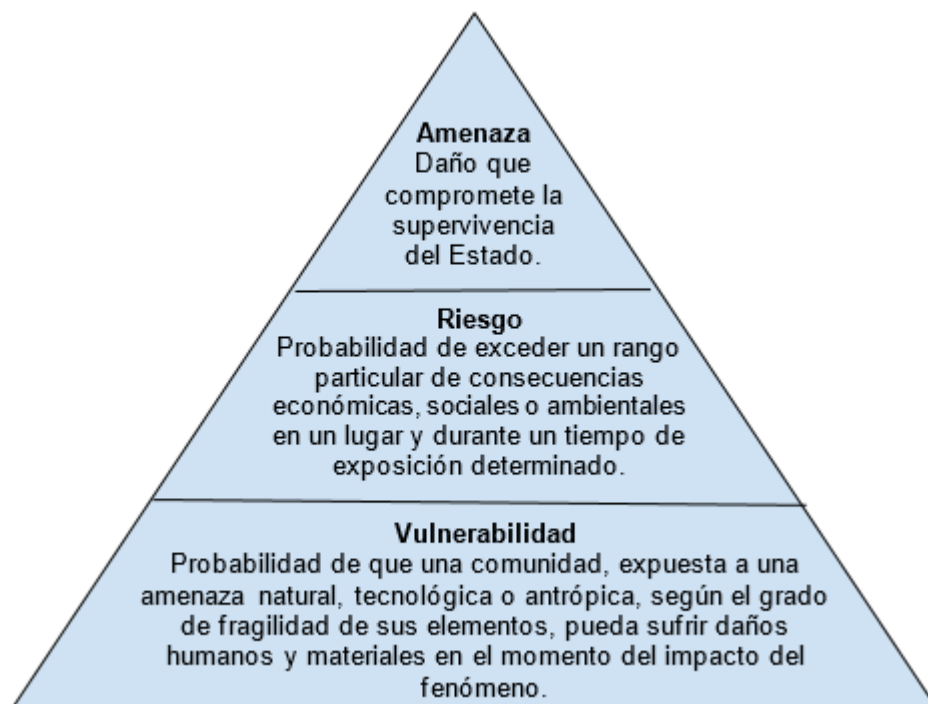 Amenaza
Daño que
compromete la
supervivencia
del Estado.
Riesgo
Probabilidad de exceder un rango
particular de consecuencias
económicas, sociales o ambientales
en un lugar y durante un tiempo de
exposición determinado.
Vulnerabilidad
Probabilidad de que una comunidad, expuesta a una
amenaza natural, tecnológica o antrópica, según el grado
de fragilidad de sus elementos, pueda sufrir daños
humanos y materiales en el momento del impacto del
fenómeno.